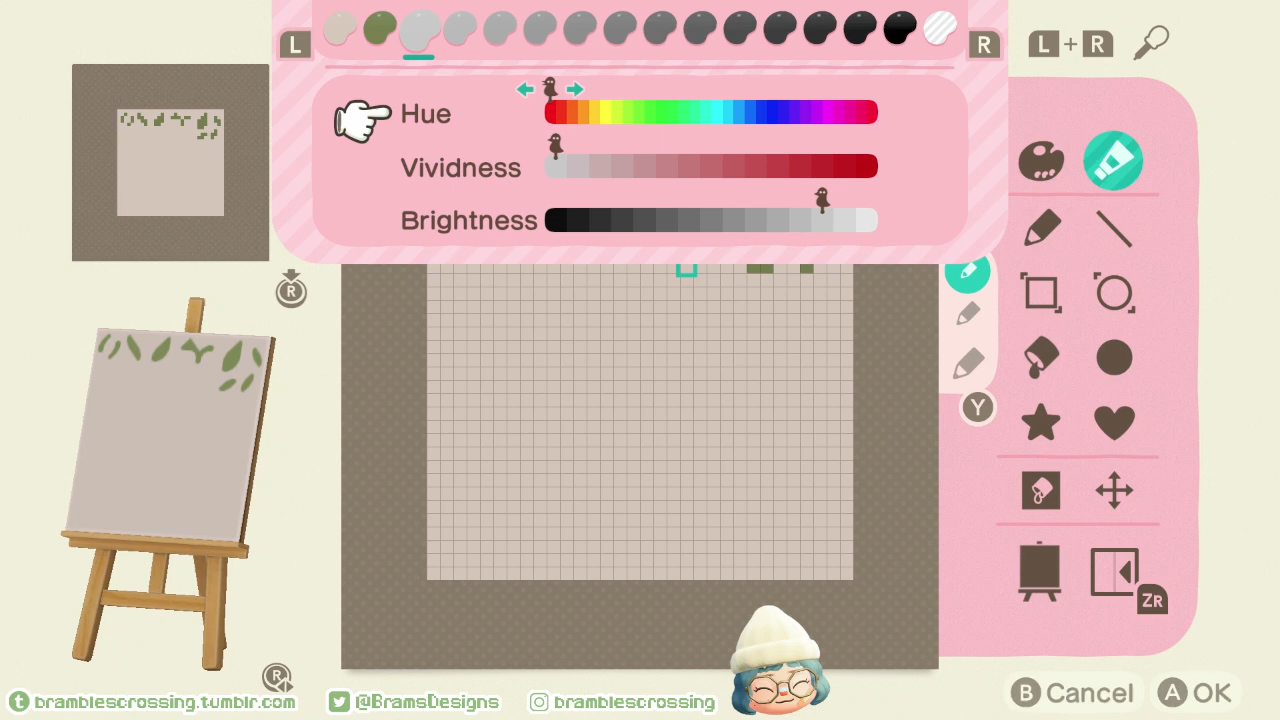 L
R
L + R
Hue
Vividness
Brightness
R
Y
ZR
R
bramblescrossing.tumblr.com
@BramsDesigns
bramblescrossing
B Cancel
A OK